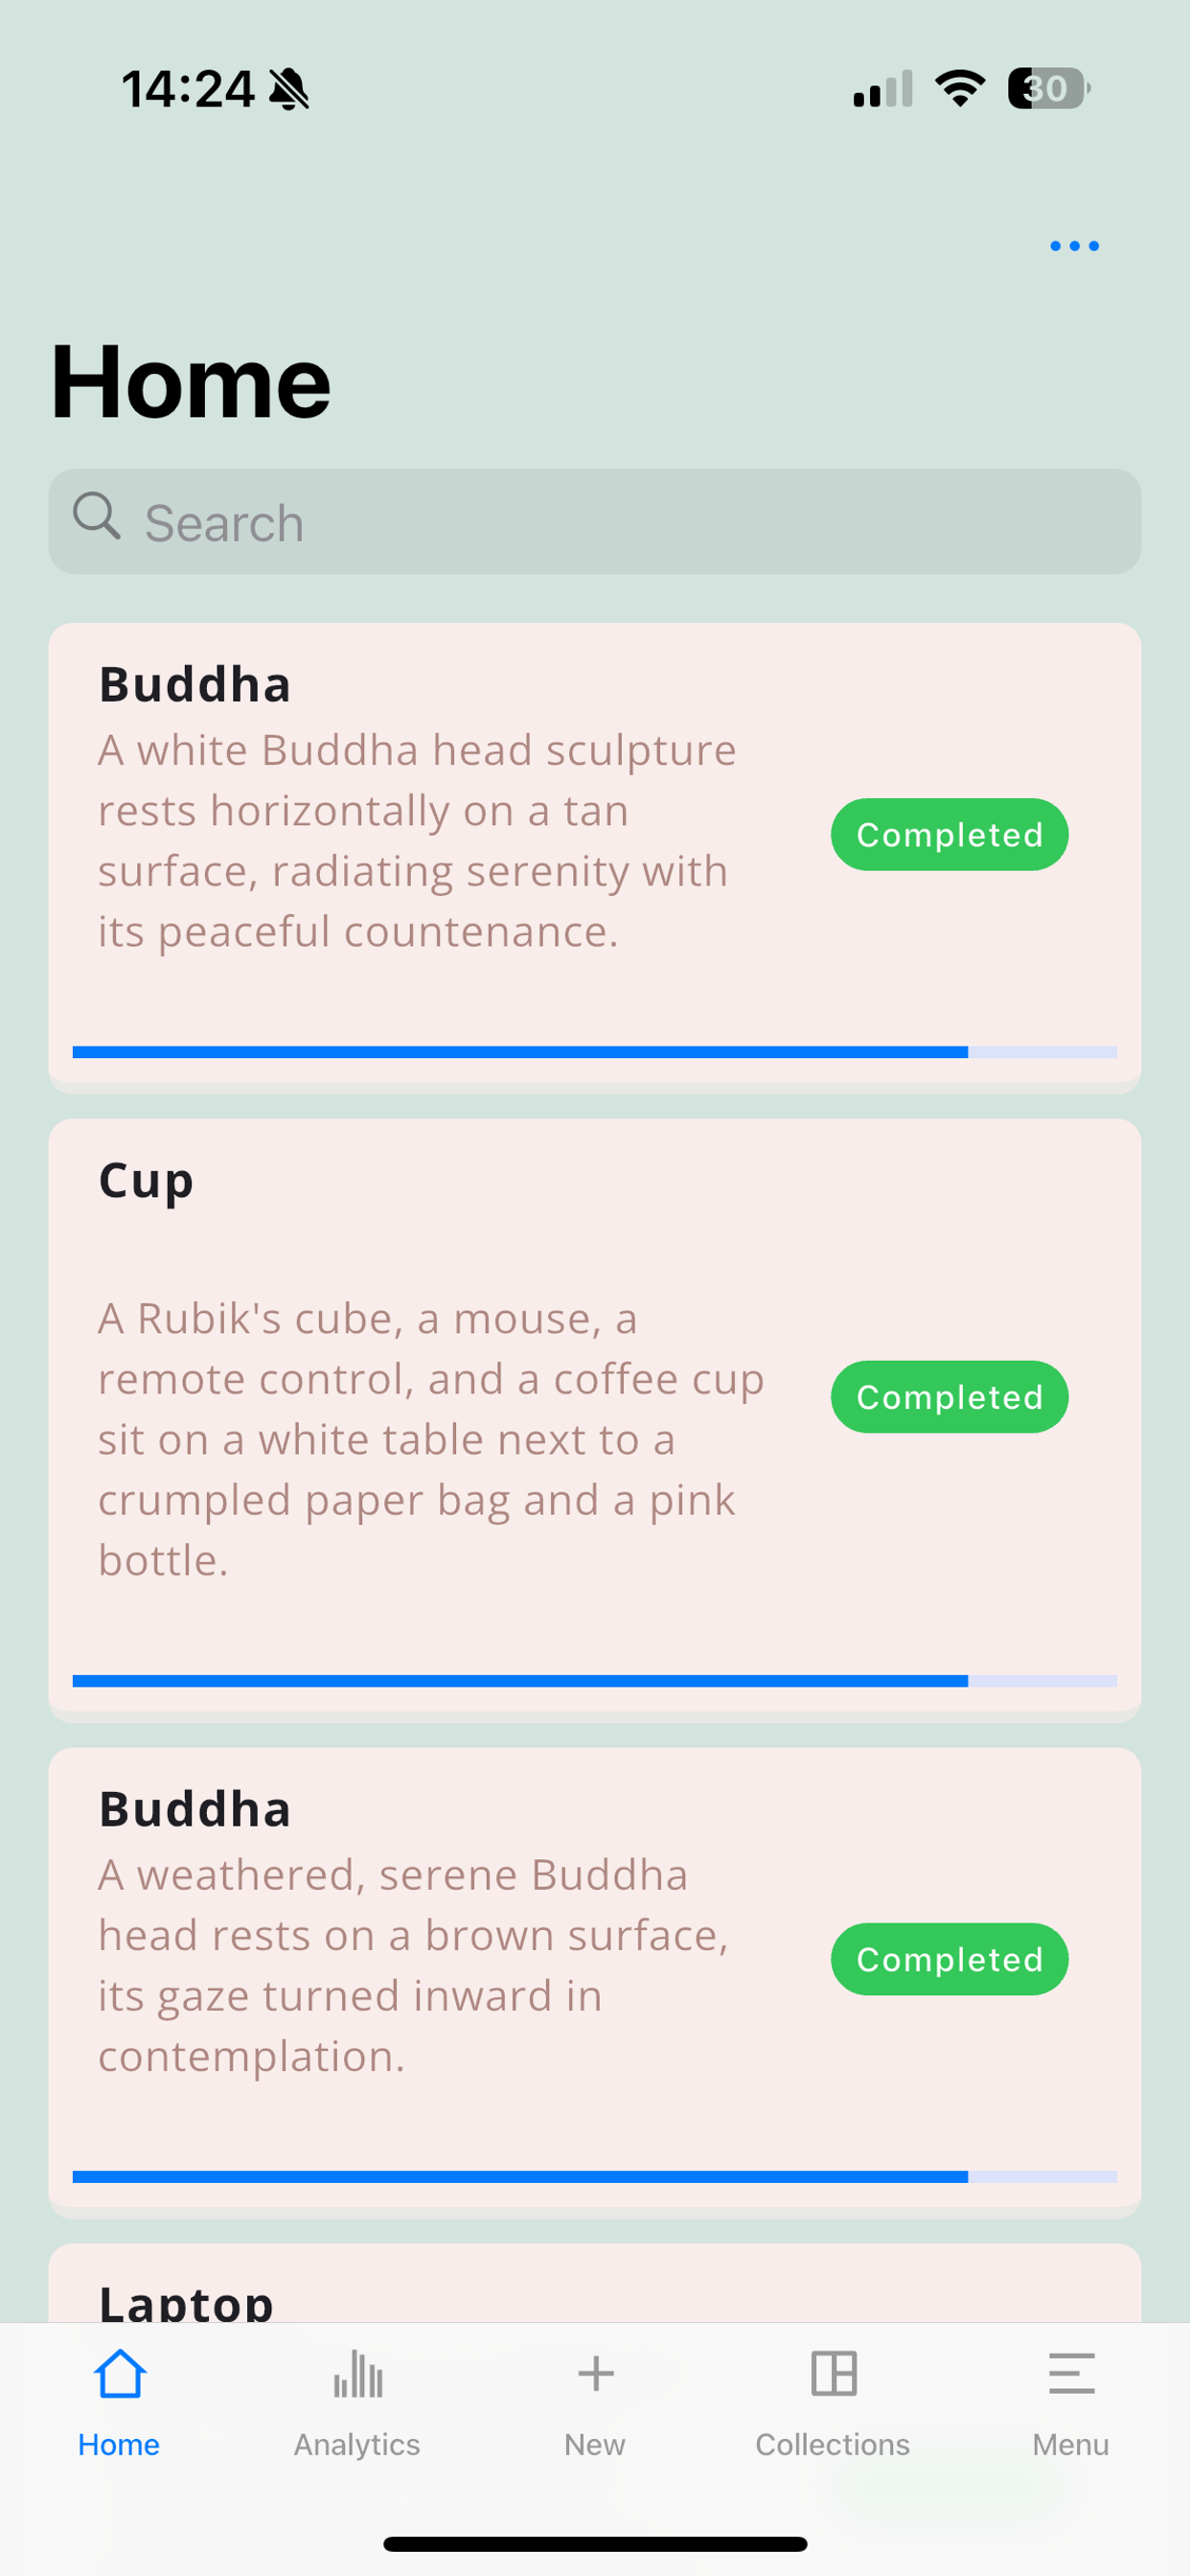 14:24
30
Home
Search
Buddha
A white Buddha head sculpture
rests horizontally on a tan
surface, radiating serenity with
its peaceful countenance.
Completed
Cup
A Rubik's cube, a mouse, a
remote control, and a coffee cup
sit on a white table next to a
crumpled paper bag and a pink
bottle.
Completed
Buddha
A weathered, serene Buddha
head rests on a brown surface,
its gaze turned inward in
contemplation.
Completed
Laptop
Home
Analytics
New
Collections
Menu